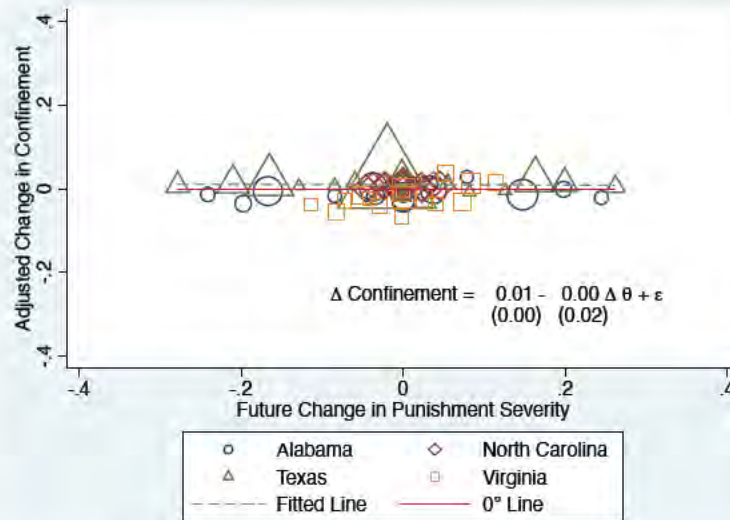 .4
.2
0
-.2
-.4
Adjusted Change in Confinement
Δ Confinement = 0.01 - 0.00 Δ θ + ε
(0.00) (0.02)
-.4 -.2 0 .2 .4
Future Change in Punishment Severity
Alabama North Carolina
Texas Virginia
Fitted Line 0° Line